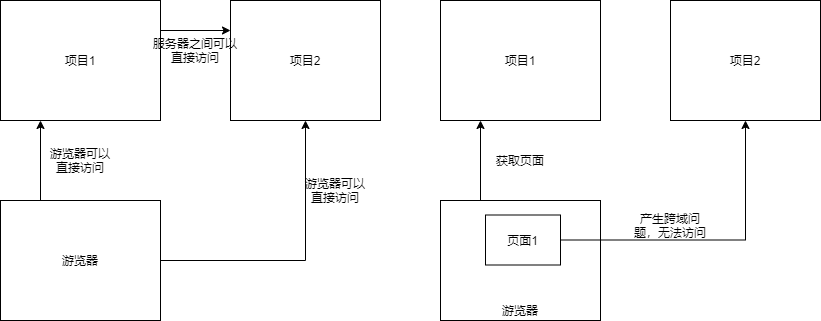 项目1
服务器之间可以
直接访问
项目2
游览器可以
直接访问
游览器可以
直接访问
游览器
项目1
项目2
获取页面
产生跨域问
题，无法访问
页面1
游览器